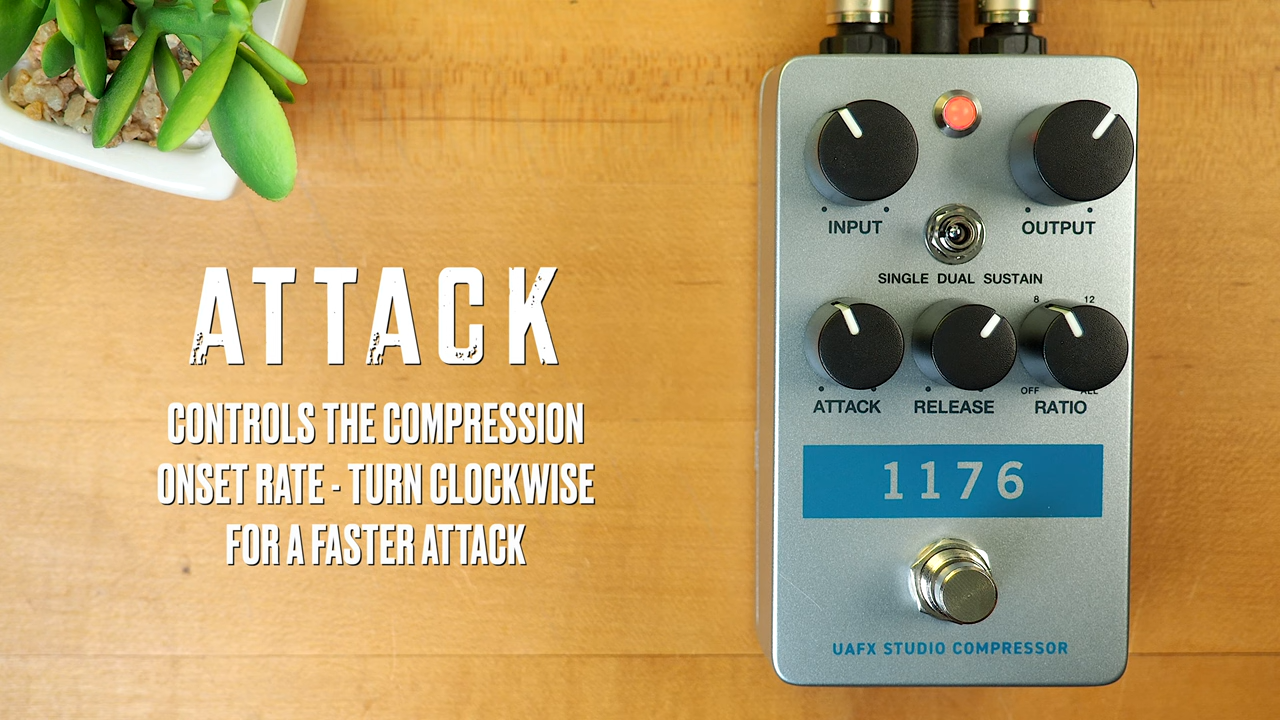 ATTACK
CONTROLS THE COMPRESSION
ONSET RATE - TURN CLOCKWISE
FOR A FASTER ATTACK
INPUT
OUTPUT
SINGLE DUAL SUSTAIN
8 12
OFF ALL
ATTACK RELEASE RATIO
1176
UAFX STUDIO COMPRESSOR